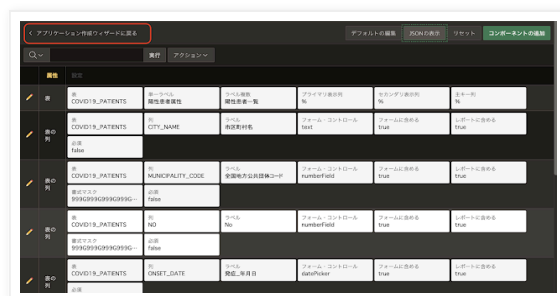 アプリケーション作成ウィザードに戻る
デフォルトの編集 JSONの表示 リセット コンポーネントの追加
実行 アクション
属性 設定
表 表 COVID19_PATIENTS 単一ラベル 陽性患者属性 ラベル複数 陽性患者一覧 プライマリ表示列 % セカンダリ表示列 % 主キー列 %
表の列 表 COVID19_PATIENTS 列 CITY_NAME ラベル 市区町村名 フォーム・コントロール text フォームに含める true レポートに含める true
必須 false
表の列 表 COVID19_PATIENTS 列 MUNICIPALITY_CODE ラベル 全国地方公共団体コード フォーム・コントロール numberField フォームに含める true レポートに含める true
書式マスク 999G999G999G999G... 必須 false
表の列 表 COVID19_PATIENTS 列 NO ラベル No フォーム・コントロール numberField フォームに含める true レポートに含める true
書式マスク 999G999G999G999G... 必須 false
表の列 表 COVID19_PATIENTS 列 ONSET_DATE ラベル 発症_年月日 フォーム・コントロール datePicker フォームに含める true レポートに含める true
必須